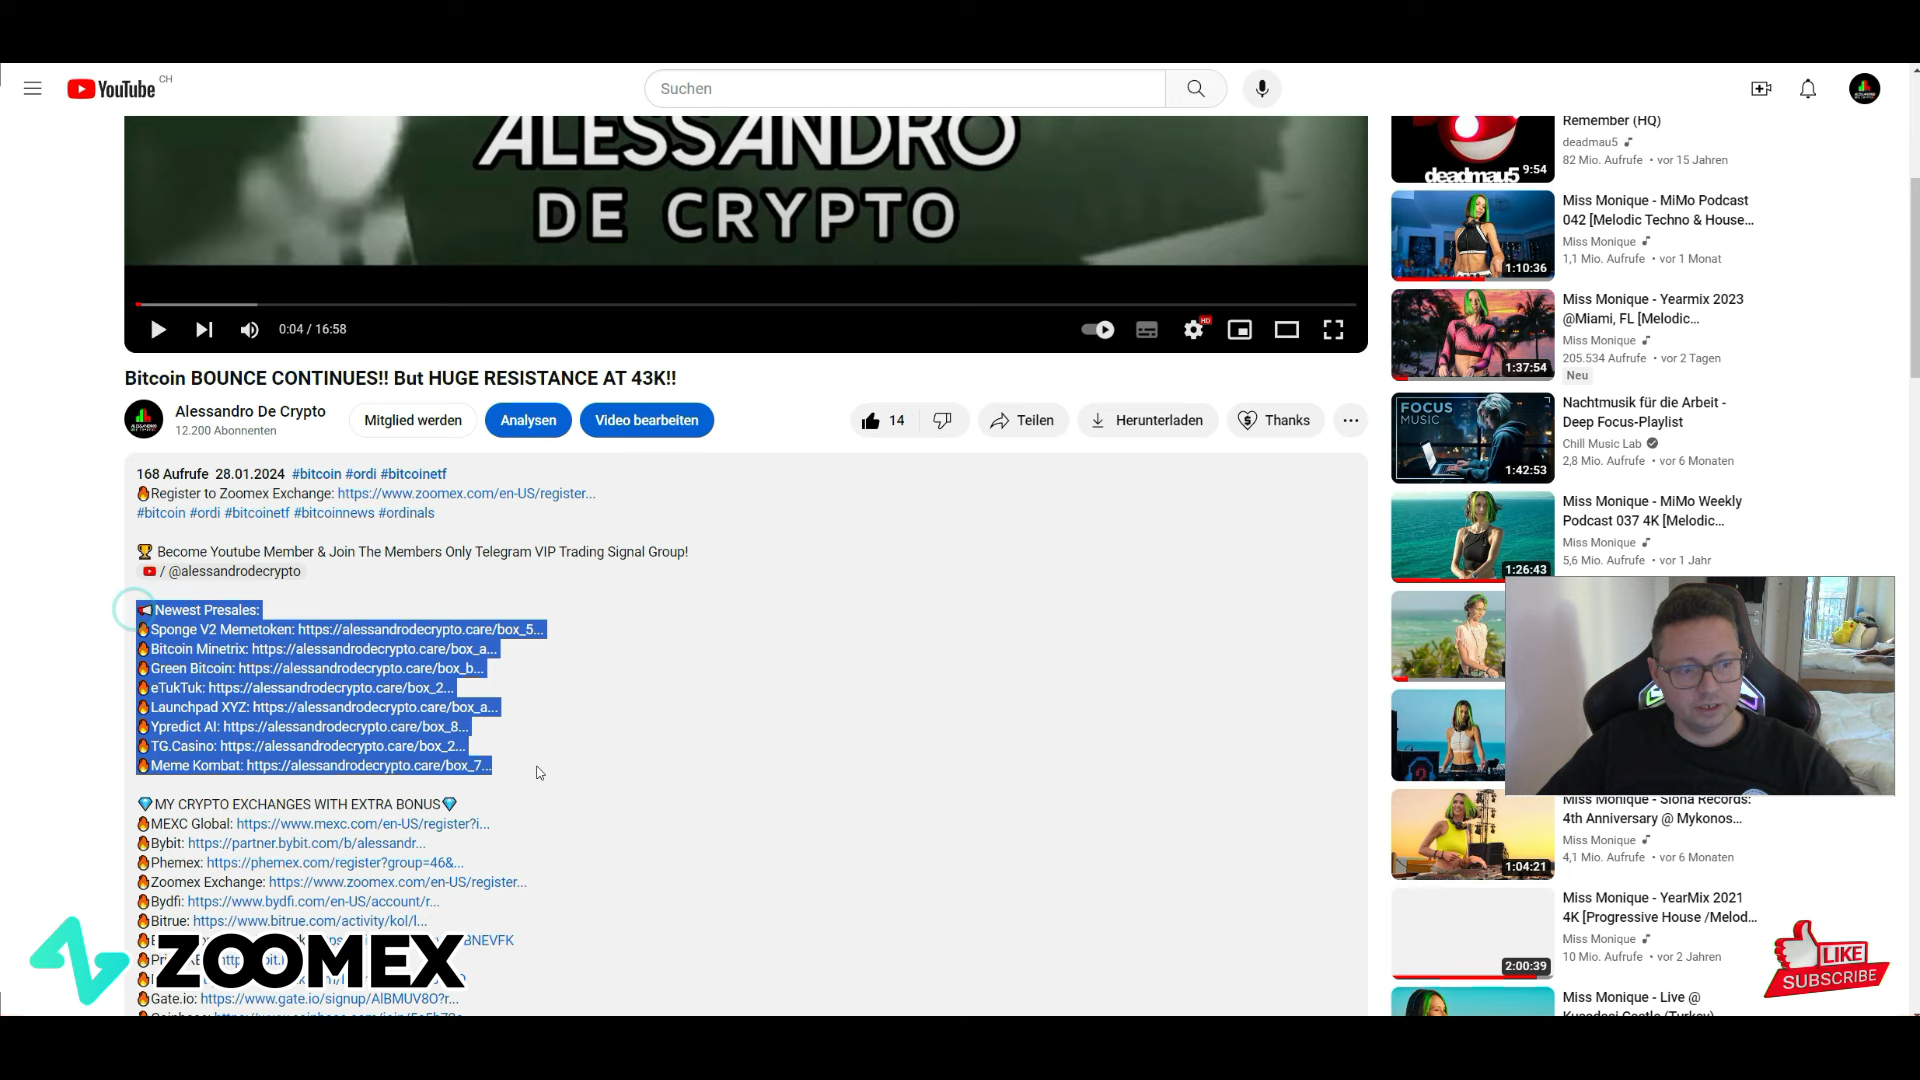 YouTube CH
Suchen
ALESSANDRO
DE CRYPTO
0:04 / 16:58
HD
Bitcoin BOUNCE CONTINUES!! But HUGE RESISTANCE AT 43K!!
Alessandro De Crypto
12.200 Abonnenten
Mitglied werden
Analysen
Video bearbeiten
14
Teilen
Herunterladen
Thanks
168 Aufrufe 28.01.2024 #bitcoin #ordi #bitcoinetf
🔥Register to Zoomex Exchange: https://www.zoomex.com/en-US/register...
#bitcoin #ordi #bitcoinetf #bitcoinnews #ordinals
🏆 Become Youtube Member & Join The Members Only Telegram VIP Trading Signal Group!
/ @alessandrodecrypto
📢Newest Presales:
🔥Sponge V2 Memetoken: https://alessandrodecrypto.care/box_5...
🔥Bitcoin Minetrix: https://alessandrodecrypto.care/box_a...
🔥Green Bitcoin: https://alessandrodecrypto.care/box_b...
🔥eTukTuk: https://alessandrodecrypto.care/box_2...
🔥Launchpad XYZ: https://alessandrodecrypto.care/box_a...
🔥Ypredict AI: https://alessandrodecrypto.care/box_8...
🔥TG.Casino: https://alessandrodecrypto.care/box_2...
🔥Meme Kombat: https://alessandrodecrypto.care/box_7...
💎MY CRYPTO EXCHANGES WITH EXTRA BONUS💎
🔥MEXC Global: https://www.mexc.com/en-US/register?i...
🔥Bybit: https://partner.bybit.com/b/alessandr...
🔥Phemex: https://phemex.com/register?group=46&...
🔥Zoomex Exchange: https://www.zoomex.com/en-US/register...
🔥Bydfi: https://www.bydfi.com/en-US/account/r...
🔥Bitrue: https://www.bitrue.com/activity/kol/l...
BNEVFK
🔥Gate.io: https://www.gate.io/signup/AlBMUV8O?r...
ZOOMEX
Remember (HQ)
deadmau5
82 Mio. Aufrufe • vor 15 Jahren
deadmau5
9:54
Miss Monique - MiMo Podcast
042 [Melodic Techno & House...
Miss Monique
1,1 Mio. Aufrufe • vor 1 Monat
1:10:36
Miss Monique - Yearmix 2023
@Miami, FL [Melodic...
Miss Monique
205.534 Aufrufe • vor 2 Tagen
Neu
1:37:54
Nachtmusik für die Arbeit -
Deep Focus-Playlist
Chill Music Lab
2,8 Mio. Aufrufe • vor 6 Monaten
FOCUS
MUSIC
1:42:53
Miss Monique - MiMo Weekly
Podcast 037 4K [Melodic...
Miss Monique
5,6 Mio. Aufrufe • vor 1 Jahr
1:26:43
Miss Monique - Siona Records:
4th Anniversary @ Mykonos...
Miss Monique
4,1 Mio. Aufrufe • vor 6 Monaten
1:04:21
Miss Monique - YearMix 2021
4K [Progressive House /Melod...
Miss Monique
10 Mio. Aufrufe • vor 2 Jahren
2:00:39
Miss Monique - Live @
LIKE
SUBSCRIBE